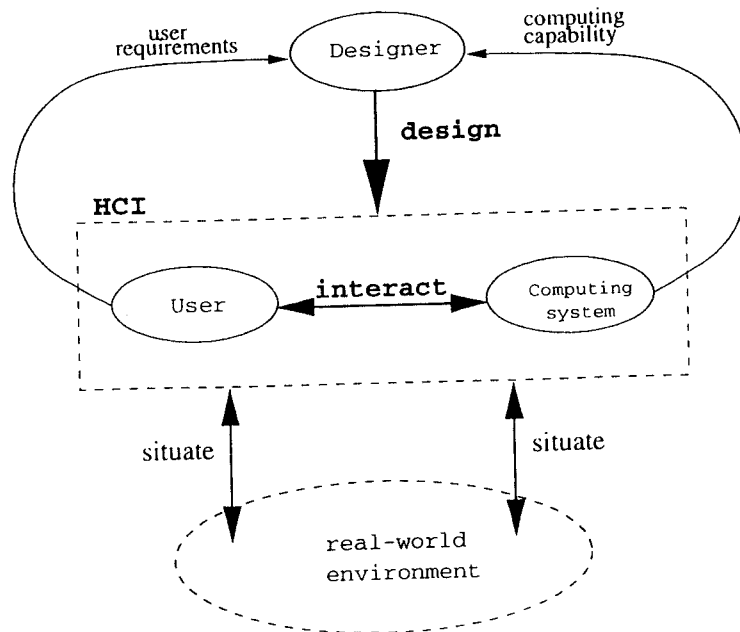 user
requirements
Designer
computing
capability
design
HCI
User
interact
Computing
system
situate
situate
real-world
environment